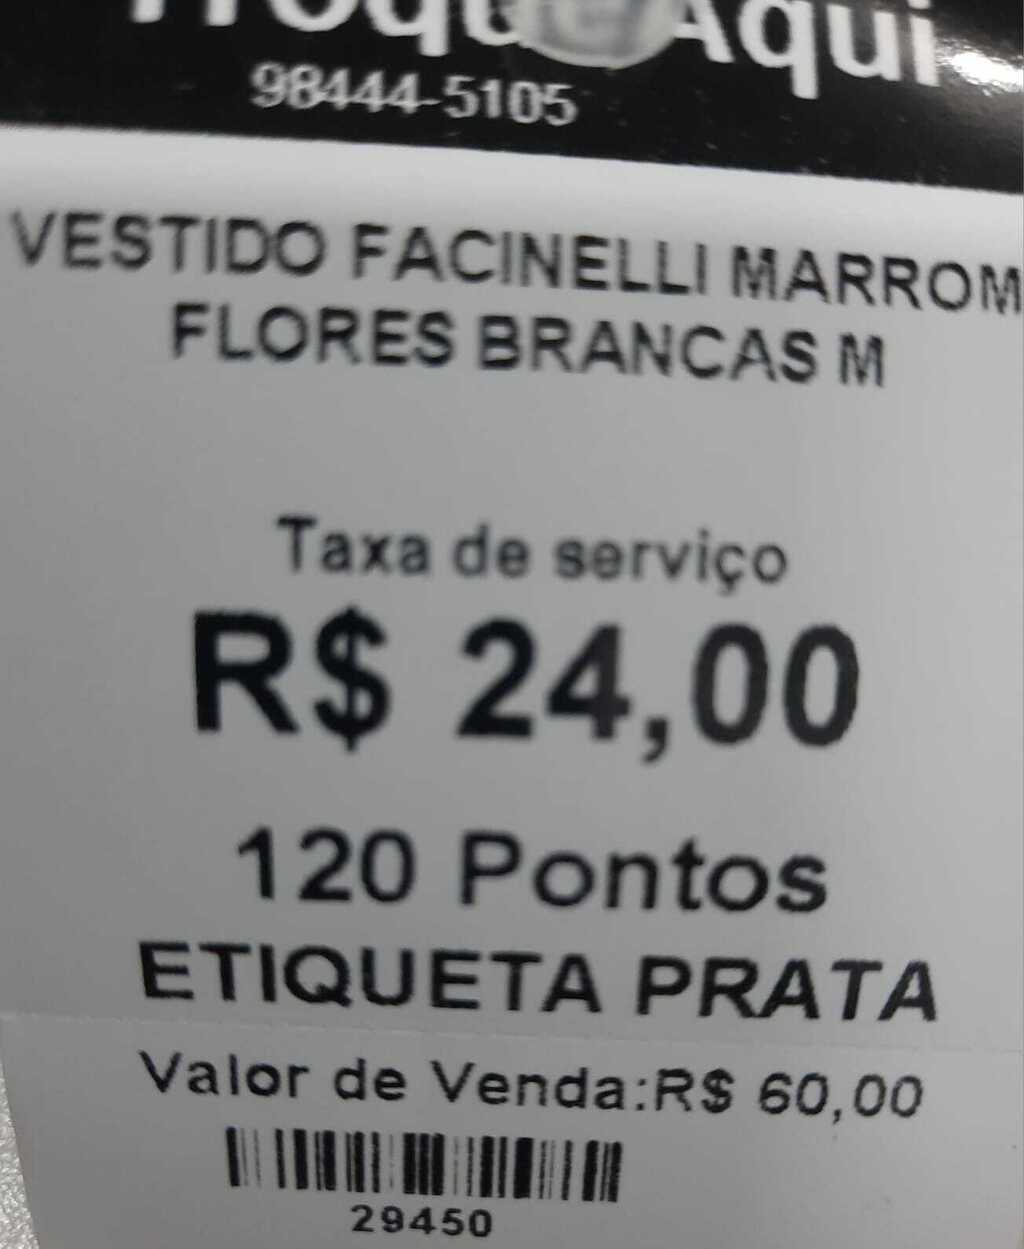 Aqui
98444-5105
VESTIDO FACINELLI MARROM
FLORES BRANCAS M
Taxa de serviço
R$ 24,00
120 Pontos
ETIQUETA PRATA
Valor de Venda:R$ 60,00
29450